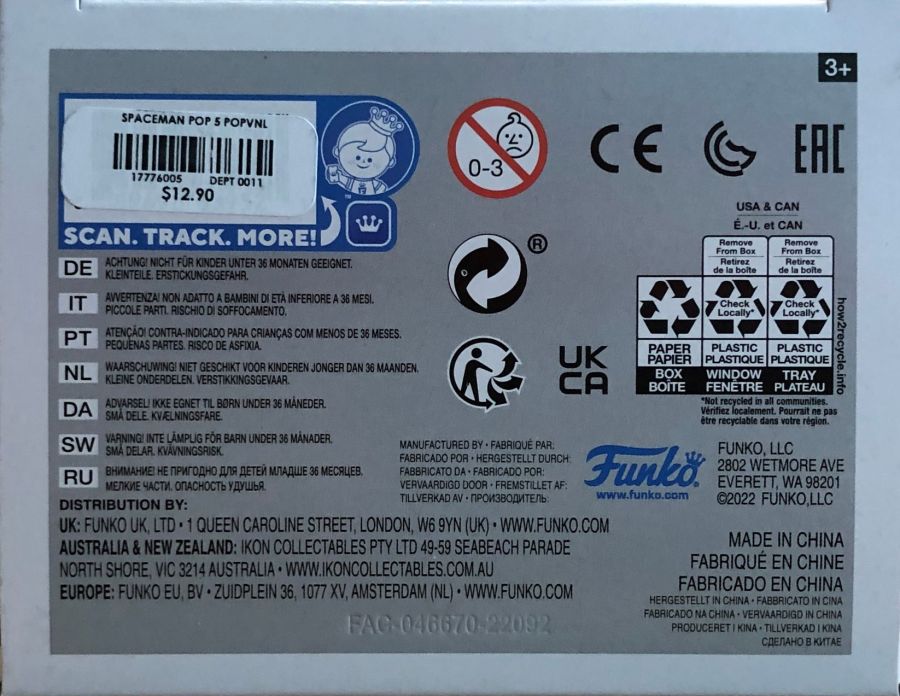 3+
SPACEMAN POP 5 POPVNL
17776005 DEPT 0011
$12.90
SCAN. TRACK. MORE!
™
0-3
CE
EAC
®
UK
CA
USA & CAN
É.-U. et CAN
Remove From Box
Retirez de la boîte
Remove From Box
Retirez de la boîte
Check Locally*
Check Locally*
PAPER
PAPIER
BOX
BOÎTE
PLASTIC
PLASTIQUE
WINDOW
FENÊTRE
PLASTIC
PLASTIQUE
TRAY
PLATEAU
how2recycle.info
*Not recycled in all communities.
Vérifiez localement. Pourrait ne pas
être recyclable dans votre région.
DE ACHTUNG! NICHT FÜR KINDER UNTER 36 MONATEN GEEIGNET.
KLEINTEILE. ERSTICKUNGSGEFAHR.
IT AVVERTENZA! NON ADATTO A BAMBINI DI ETÀ INFERIORE A 36 MESI.
PICCOLE PARTI. RISCHIO DI SOFFOCAMENTO.
PT ATENÇÃO! CONTRA-INDICADO PARA CRIANÇAS COM MENOS DE 36 MESES.
PEQUENAS PARTES. RISCO DE ASFIXIA.
NL WAARSCHUWING! NIET GESCHIKT VOOR KINDEREN JONGER DAN 36 MAANDEN.
KLEINE ONDERDELEN. VERSTIKKINGSGEVAAR.
DA ADVARSEL! IKKE EGNET TIL BØRN UNDER 36 MÅNEDER.
SMÅ DELE. KVÆLNINGSFARE.
SW VARNING! INTE LÄMPLIG FÖR BARN UNDER 36 MÅNADER.
SMÅ DELAR. KVÄVNINGSRISK.
RU ВНИМАНИЕ! НЕ ПРИГОДНО ДЛЯ ДЕТЕЙ МЛАДШЕ 36 МЕСЯЦЕВ.
МЕЛКИЕ ЧАСТИ. ОПАСНОСТЬ УДУШЬЯ.
MANUFACTURED BY • FABRIQUÉ PAR:
FABRICADO POR • HERGESTELLT DURCH:
FABBRICATO DA • FABRICADO POR:
VERVAARDIGD DOOR • FREMSTILLET AF:
TILLVERKAD AV • ПРОИЗВОДИТЕЛЬ:
Funko
www.funko.com
FUNKO, LLC
2802 WETMORE AVE
EVERETT, WA 98201
©2022 FUNKO,LLC
DISTRIBUTION BY:
UK: FUNKO UK, LTD • 1 QUEEN CAROLINE STREET, LONDON, W6 9YN (UK) • WWW.FUNKO.COM
AUSTRALIA & NEW ZEALAND: IKON COLLECTABLES PTY LTD 49-59 SEABEACH PARADE
NORTH SHORE, VIC 3214 AUSTRALIA • WWW.IKONCOLLECTABLES.COM.AU
EUROPE: FUNKO EU, BV • ZUIDPLEIN 36, 1077 XV, AMSTERDAM (NL) • WWW.FUNKO.COM
MADE IN CHINA
FABRIQUÉ EN CHINE
FABRICADO EN CHINA
HERGESTELLT IN CHINA • FABBRICATO IN CINA
FABRICADO NA CHINA • VERVAARDIGD IN CHINA
PRODUCERET I KINA • TILLVERKAD I KINA
СДЕЛАНО В КИТАЕ
FAC-046670-22092